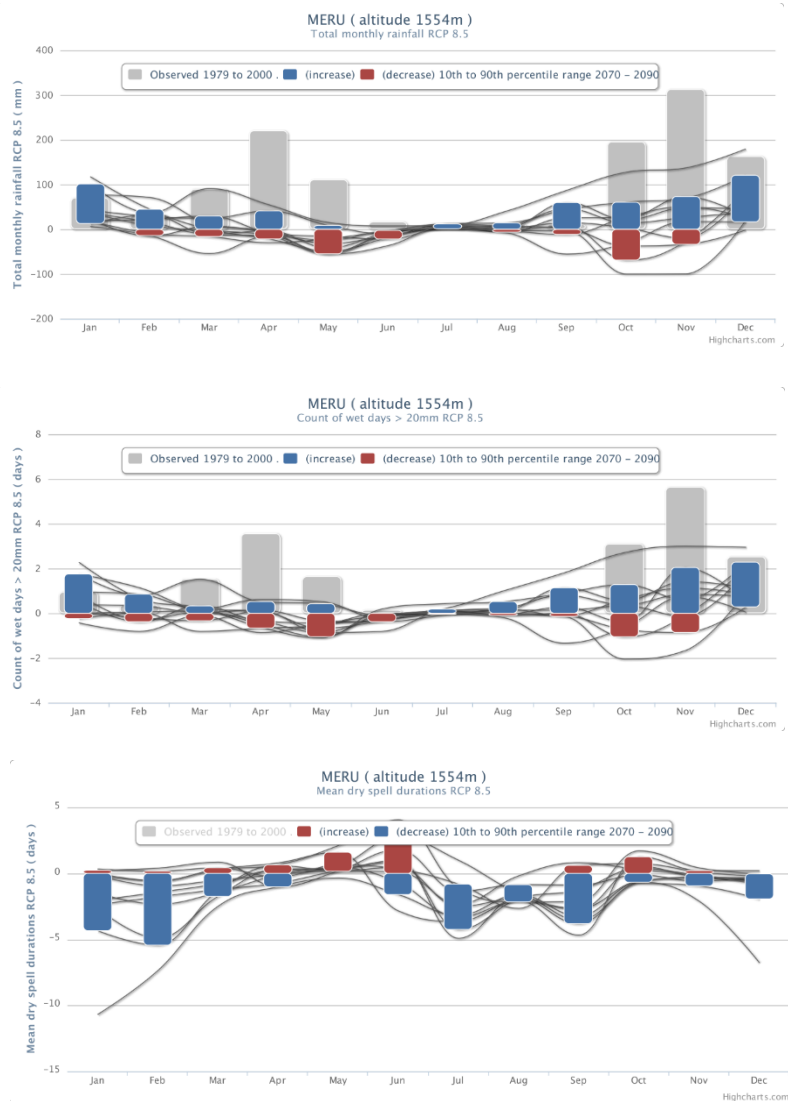 MERU ( altitude 1554m )
Total monthly rainfall RCP 8.5
Total monthly rainfall RCP 8.5 ( mm )
400
300
200
100
0
−100
−200
Observed 1979 to 2000 . (increase) (decrease) 10th to 90th percentile range 2070 – 2090
Jan Feb Mar Apr May Jun Jul Aug Sep Oct Nov Dec
Highcharts.com
MERU ( altitude 1554m )
Count of wet days > 20mm RCP 8.5
Count of wet days > 20mm RCP 8.5 ( days )
8
6
4
2
0
−2
−4
Observed 1979 to 2000 . (increase) (decrease) 10th to 90th percentile range 2070 – 2090
Jan Feb Mar Apr May Jun Jul Aug Sep Oct Nov Dec
Highcharts.com
MERU ( altitude 1554m )
Mean dry spell durations RCP 8.5
Mean dry spell durations RCP 8.5 ( days )
5
0
−5
−10
−15
Observed 1979 to 2000 . (increase) (decrease) 10th to 90th percentile range 2070 – 2090
Jan Feb Mar Apr May Jun Jul Aug Sep Oct Nov Dec
Highcharts.com